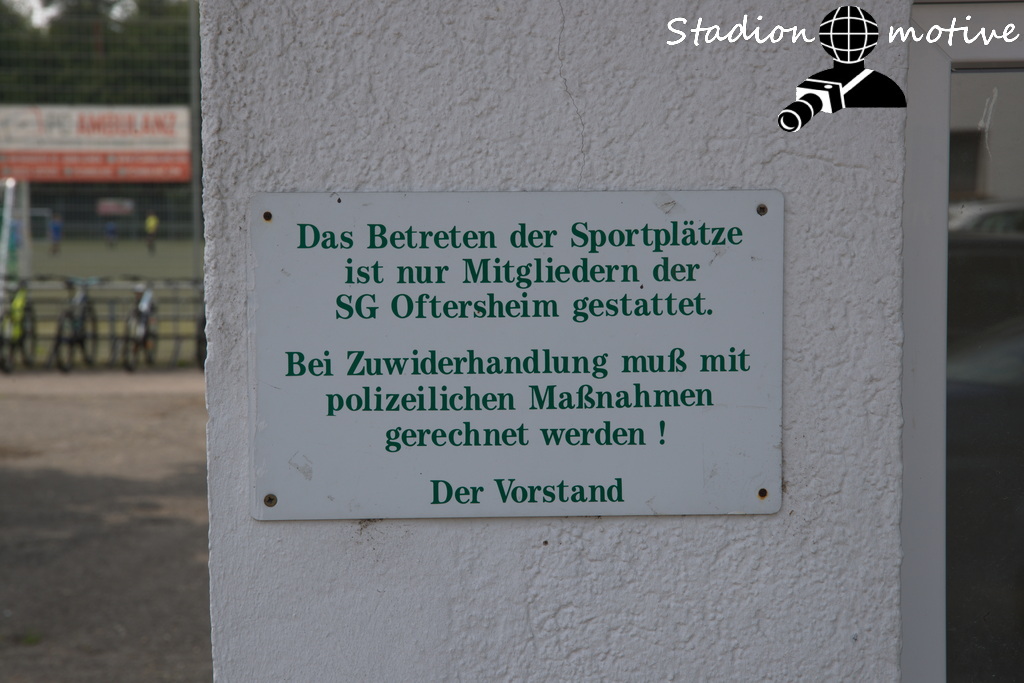 Stadion motive
AMBULANZ
Das Betreten der Sportplätze
ist nur Mitgliedern der
SG Oftersheim gestattet.
Bei Zuwiderhandlung muß mit
polizeilichen Maßnahmen
gerechnet werden !
Der Vorstand